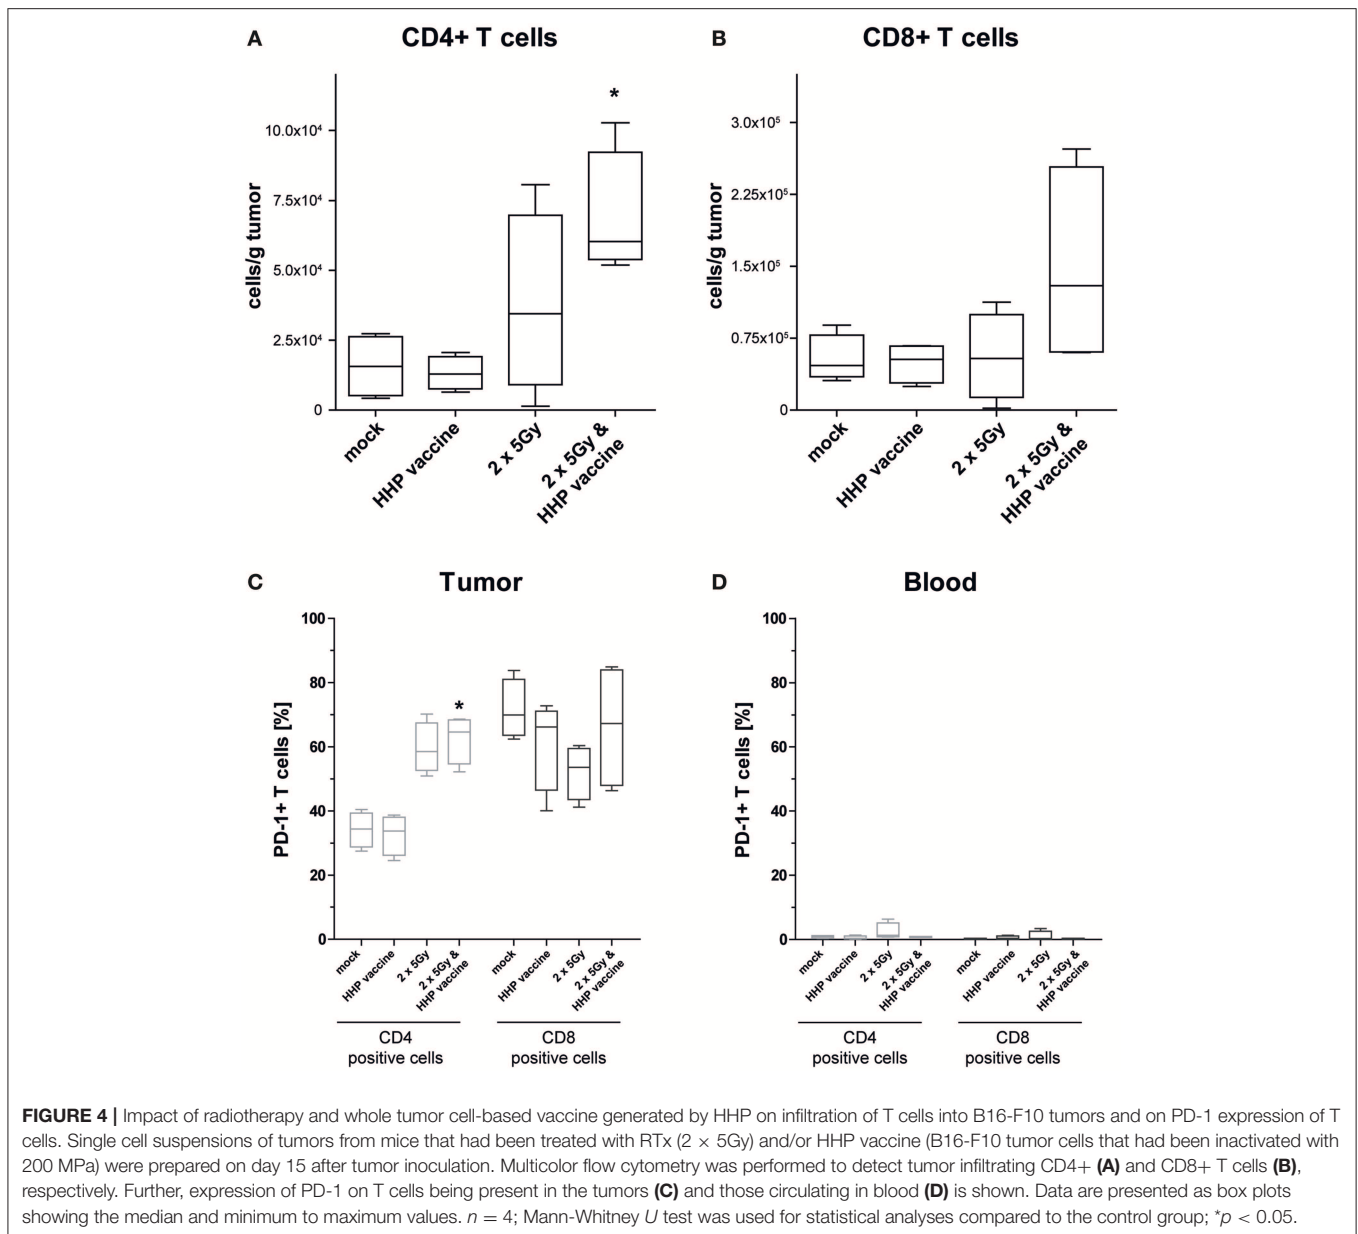 A
CD4+ T cells
cells/g tumor
10.0x10⁴
7.5x10⁴
5.0x10⁴
2.5x10⁴
0
*
mock
HHP vaccine
2 x 5Gy
2 x 5Gy &
HHP vaccine
B
CD8+ T cells
cells/g tumor
3.0x10⁵
2.25x10⁵
1.5x10⁵
0.75x10⁵
0
mock
HHP vaccine
2 x 5Gy
2 x 5Gy &
HHP vaccine
C
Tumor
PD-1+ T cells [%]
100
80
60
40
20
0
*
mock
HHP vaccine
2 x 5Gy
2 x 5Gy &
HHP vaccine
mock
HHP vaccine
2 x 5Gy
2 x 5Gy &
HHP vaccine
CD4
positive cells
CD8
positive cells
D
Blood
PD-1+ T cells [%]
100
80
60
40
20
0
mock
HHP vaccine
2 x 5Gy
2 x 5Gy &
HHP vaccine
mock
HHP vaccine
2 x 5Gy
2 x 5Gy &
HHP vaccine
CD4
positive cells
CD8
positive cells
FIGURE 4 | Impact of radiotherapy and whole tumor cell-based vaccine generated by HHP on infiltration of T cells into B16-F10 tumors and on PD-1 expression of T
cells. Single cell suspensions of tumors from mice that had been treated with RTx (2 × 5Gy) and/or HHP vaccine (B16-F10 tumor cells that had been inactivated with
200 MPa) were prepared on day 15 after tumor inoculation. Multicolor flow cytometry was performed to detect tumor infiltrating CD4+ (A) and CD8+ T cells (B),
respectively. Further, expression of PD-1 on T cells being present in the tumors (C) and those circulating in blood (D) is shown. Data are presented as box plots
showing the median and minimum to maximum values. n = 4; Mann-Whitney U test was used for statistical analyses compared to the control group; *p < 0.05.